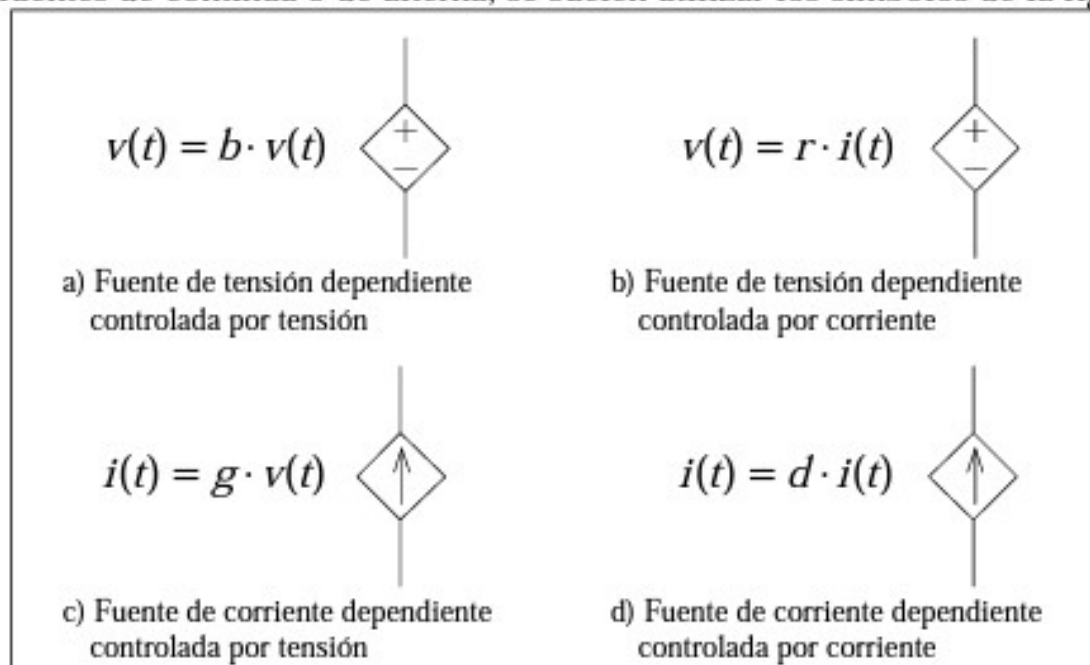 v(t) = b· v(t)
+
−
v(t) = r· i(t)
+
−
a) Fuente de tensión dependiente
controlada por tensión
b) Fuente de tensión dependiente
controlada por corriente
i(t) = g· v(t)
i(t) = d· i(t)
c) Fuente de corriente dependiente
controlada por tensión
d) Fuente de corriente dependiente
controlada por corriente